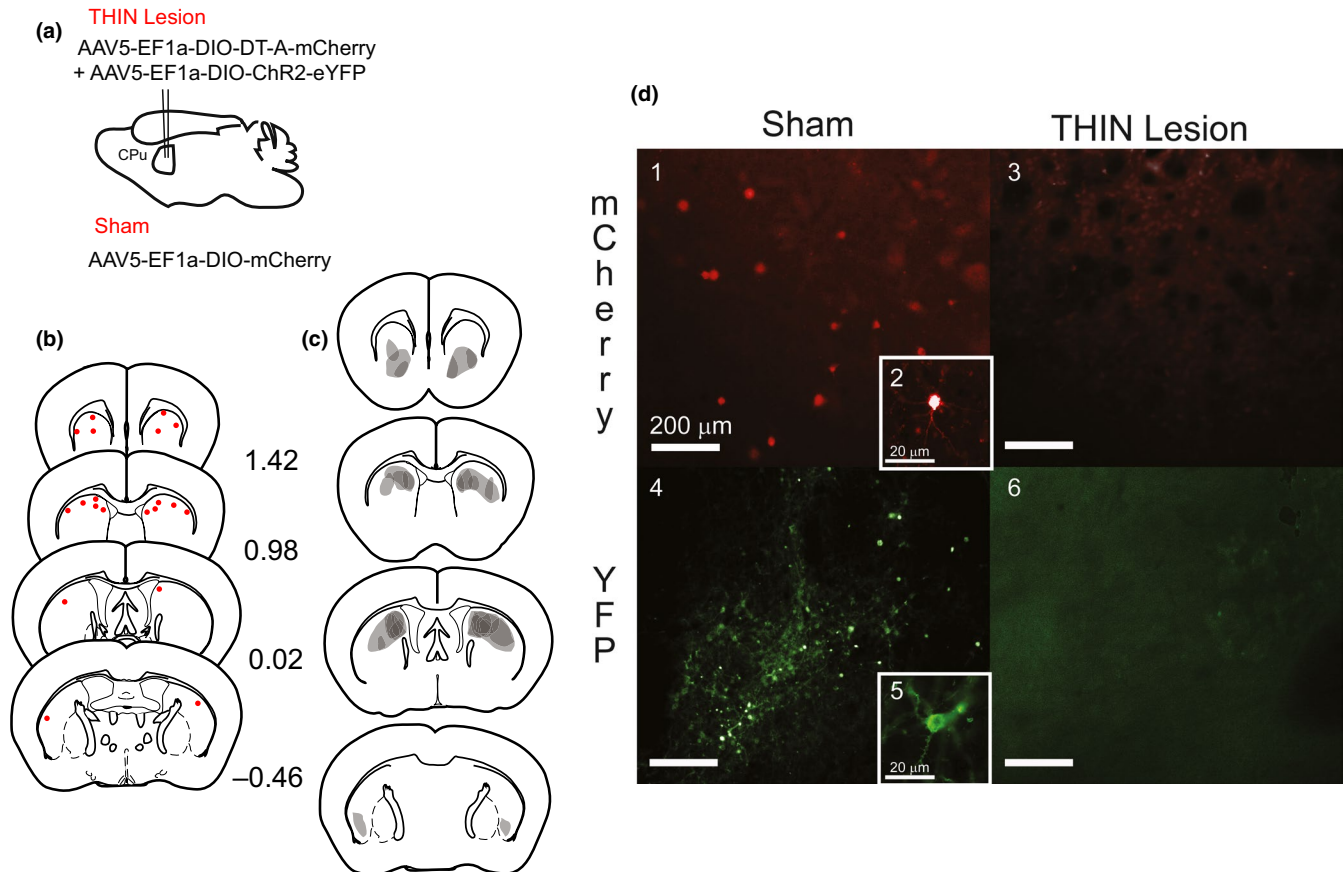 (a)
THIN Lesion
AAV5-EF1a-DIO-DT-A-mCherry
+ AAV5-EF1a-DIO-ChR2-eYFP
CPu
Sham
AAV5-EF1a-DIO-mCherry
(b)
1.42
0.98
0.02
−0.46
(c)
(d)
Sham
THIN Lesion
mCherry
1
200 µm
2
20 µm
3
YFP
4
5
20 µm
6